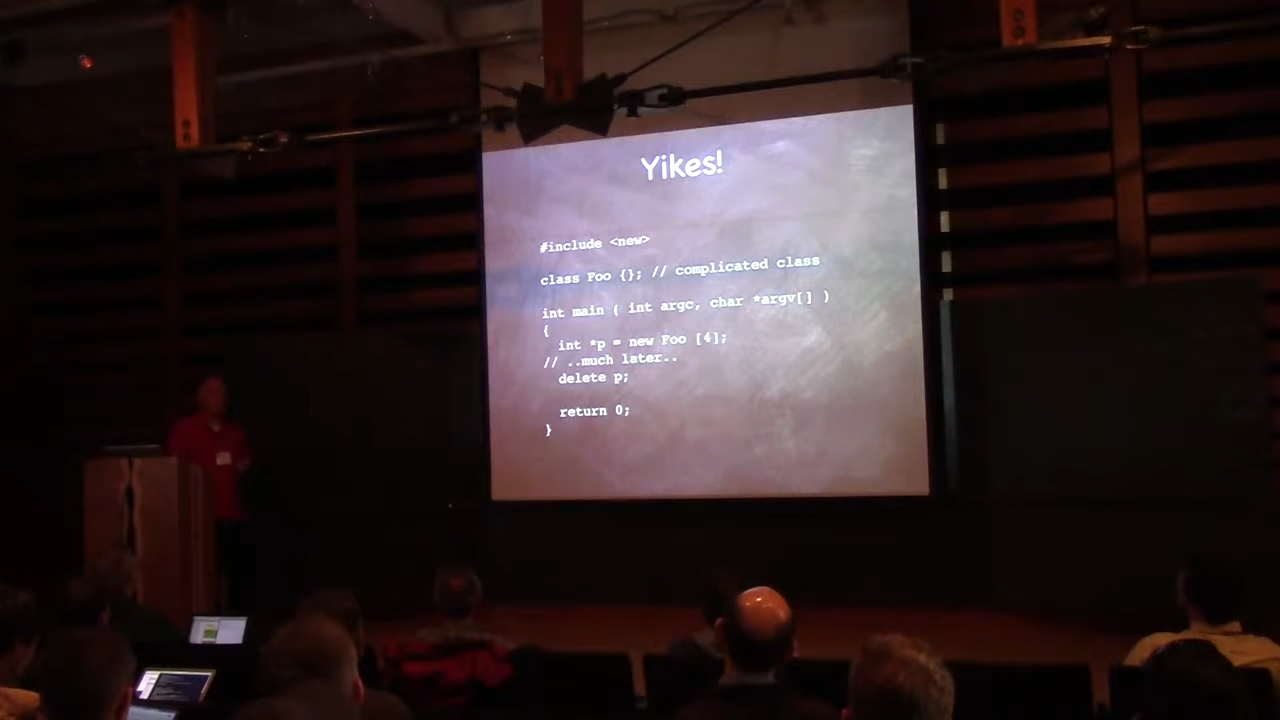 Yikes!
#include <new>
class Foo {}; // complicated class
int main ( int argc, char *argv[] )
{
int *p = new Foo [4];
// ..much later..
delete p;
return 0;
}